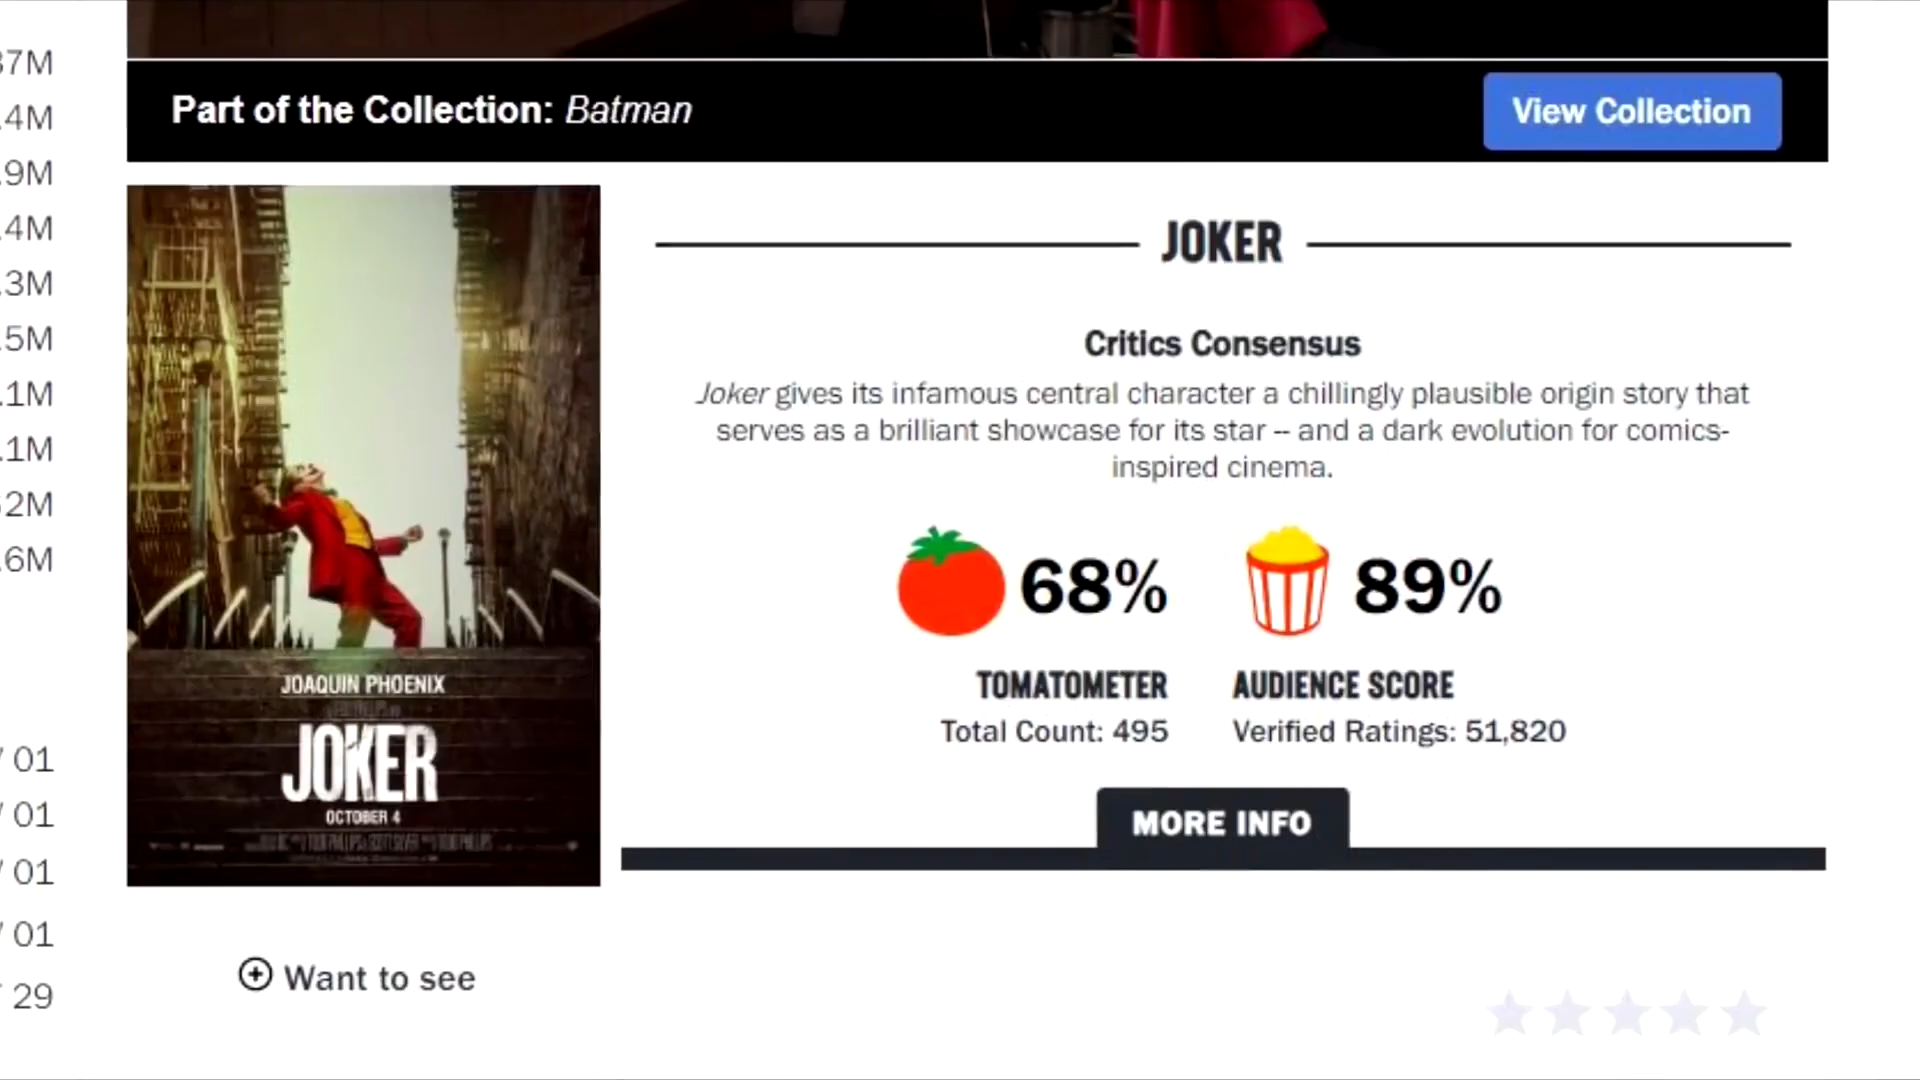 37M
.4M
.9M
.4M
.3M
.5M
.1M
.1M
32M
.6M
01
01
01
01
29
Part of the Collection: Batman
View Collection
JOAQUIN PHOENIX
JOKER
OCTOBER 4
Want to see
JOKER
Critics Consensus
Joker gives its infamous central character a chillingly plausible origin story that
serves as a brilliant showcase for its star -- and a dark evolution for comics-
inspired cinema.
68% 89%
TOMATOMETER AUDIENCE SCORE
Total Count: 495 Verified Ratings: 51,820
MORE INFO